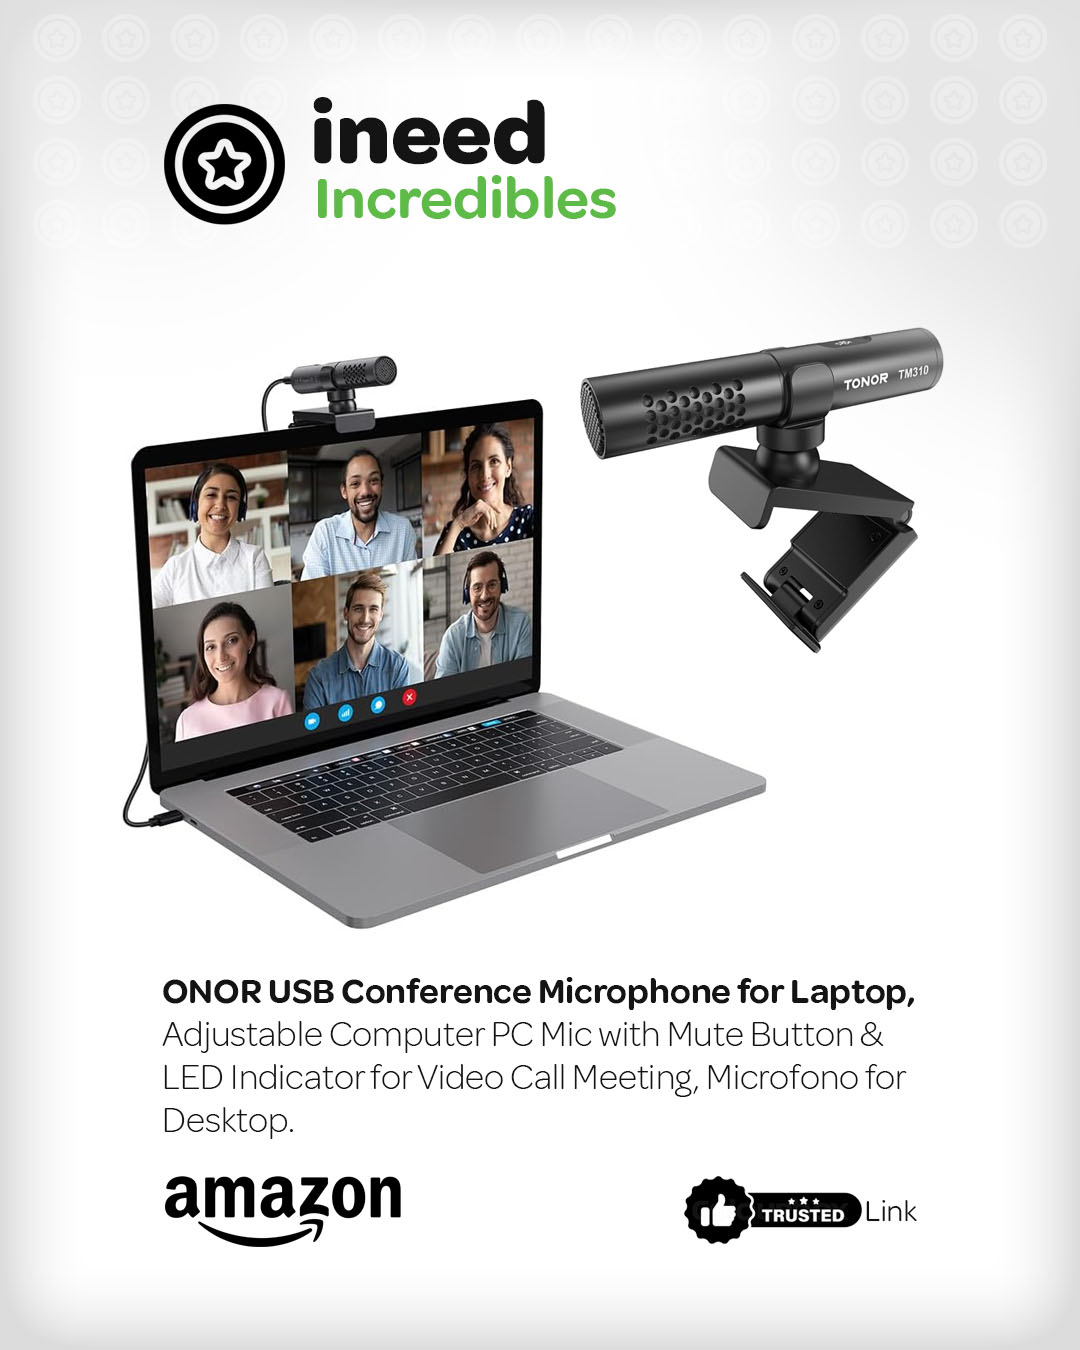 ineed
Incredibles
TONOR TM310
ONOR USB Conference Microphone for Laptop,
Adjustable Computer PC Mic with Mute Button &
LED Indicator for Video Call Meeting, Microfono for
Desktop.
amazon
TRUSTED Link